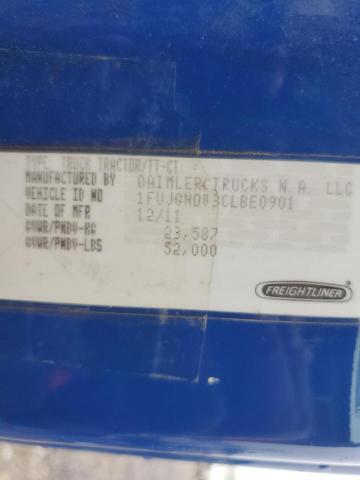 TYPE: TRUCK TRACTOR/TT-CT
MANUFACTURED BY DAIMLER TRUCKS N.A. LLC
VEHICLE ID NO 1FUJGHDV3CLBE0901
DATE OF MFR 12/11
GVWR/PNBV-KG 23,587
GVWR/PNBV-LBS 52,000
FREIGHTLINER